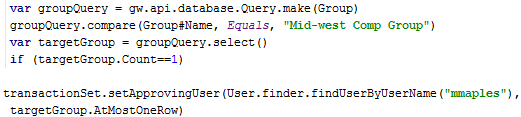 var groupQuery = gw.api.database.Query.make(Group)
groupQuery.compare(Group#Name, Equals, "Mid-west Comp Group")
var targetGroup = groupQuery.select()
if (targetGroup.Count==1)
transactionSet.setApprovingUser(User.finder.findUserByUserName("mmaples"),
targetGroup.AtMostOneRow)